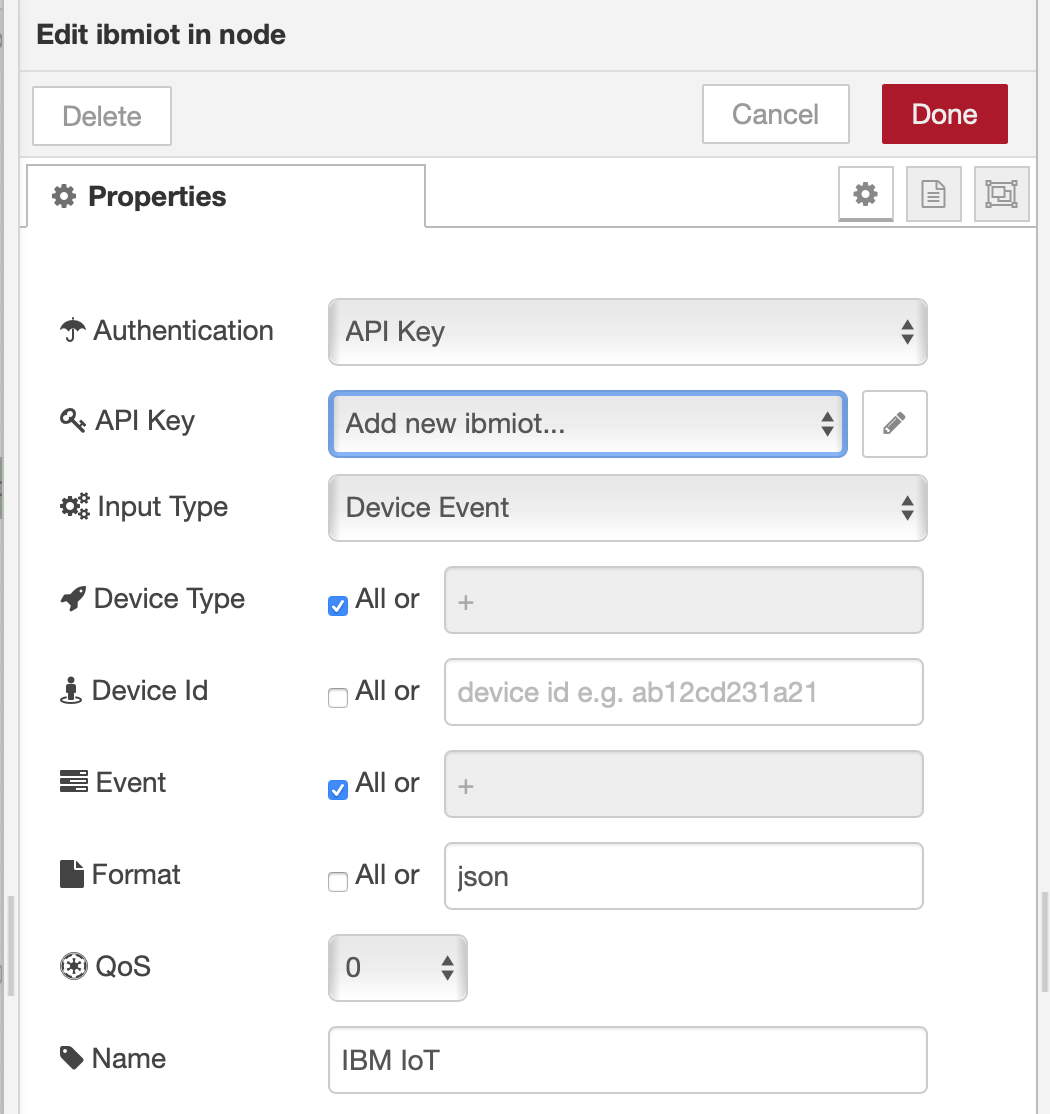 Edit ibmiot in node
Delete Cancel Done
Properties
Authentication API Key
API Key Add new ibmiot...
Input Type Device Event
Device Type All or +
Device Id All or device id e.g. ab12cd231a21
Event All or +
Format All or json
QoS 0
Name IBM IoT